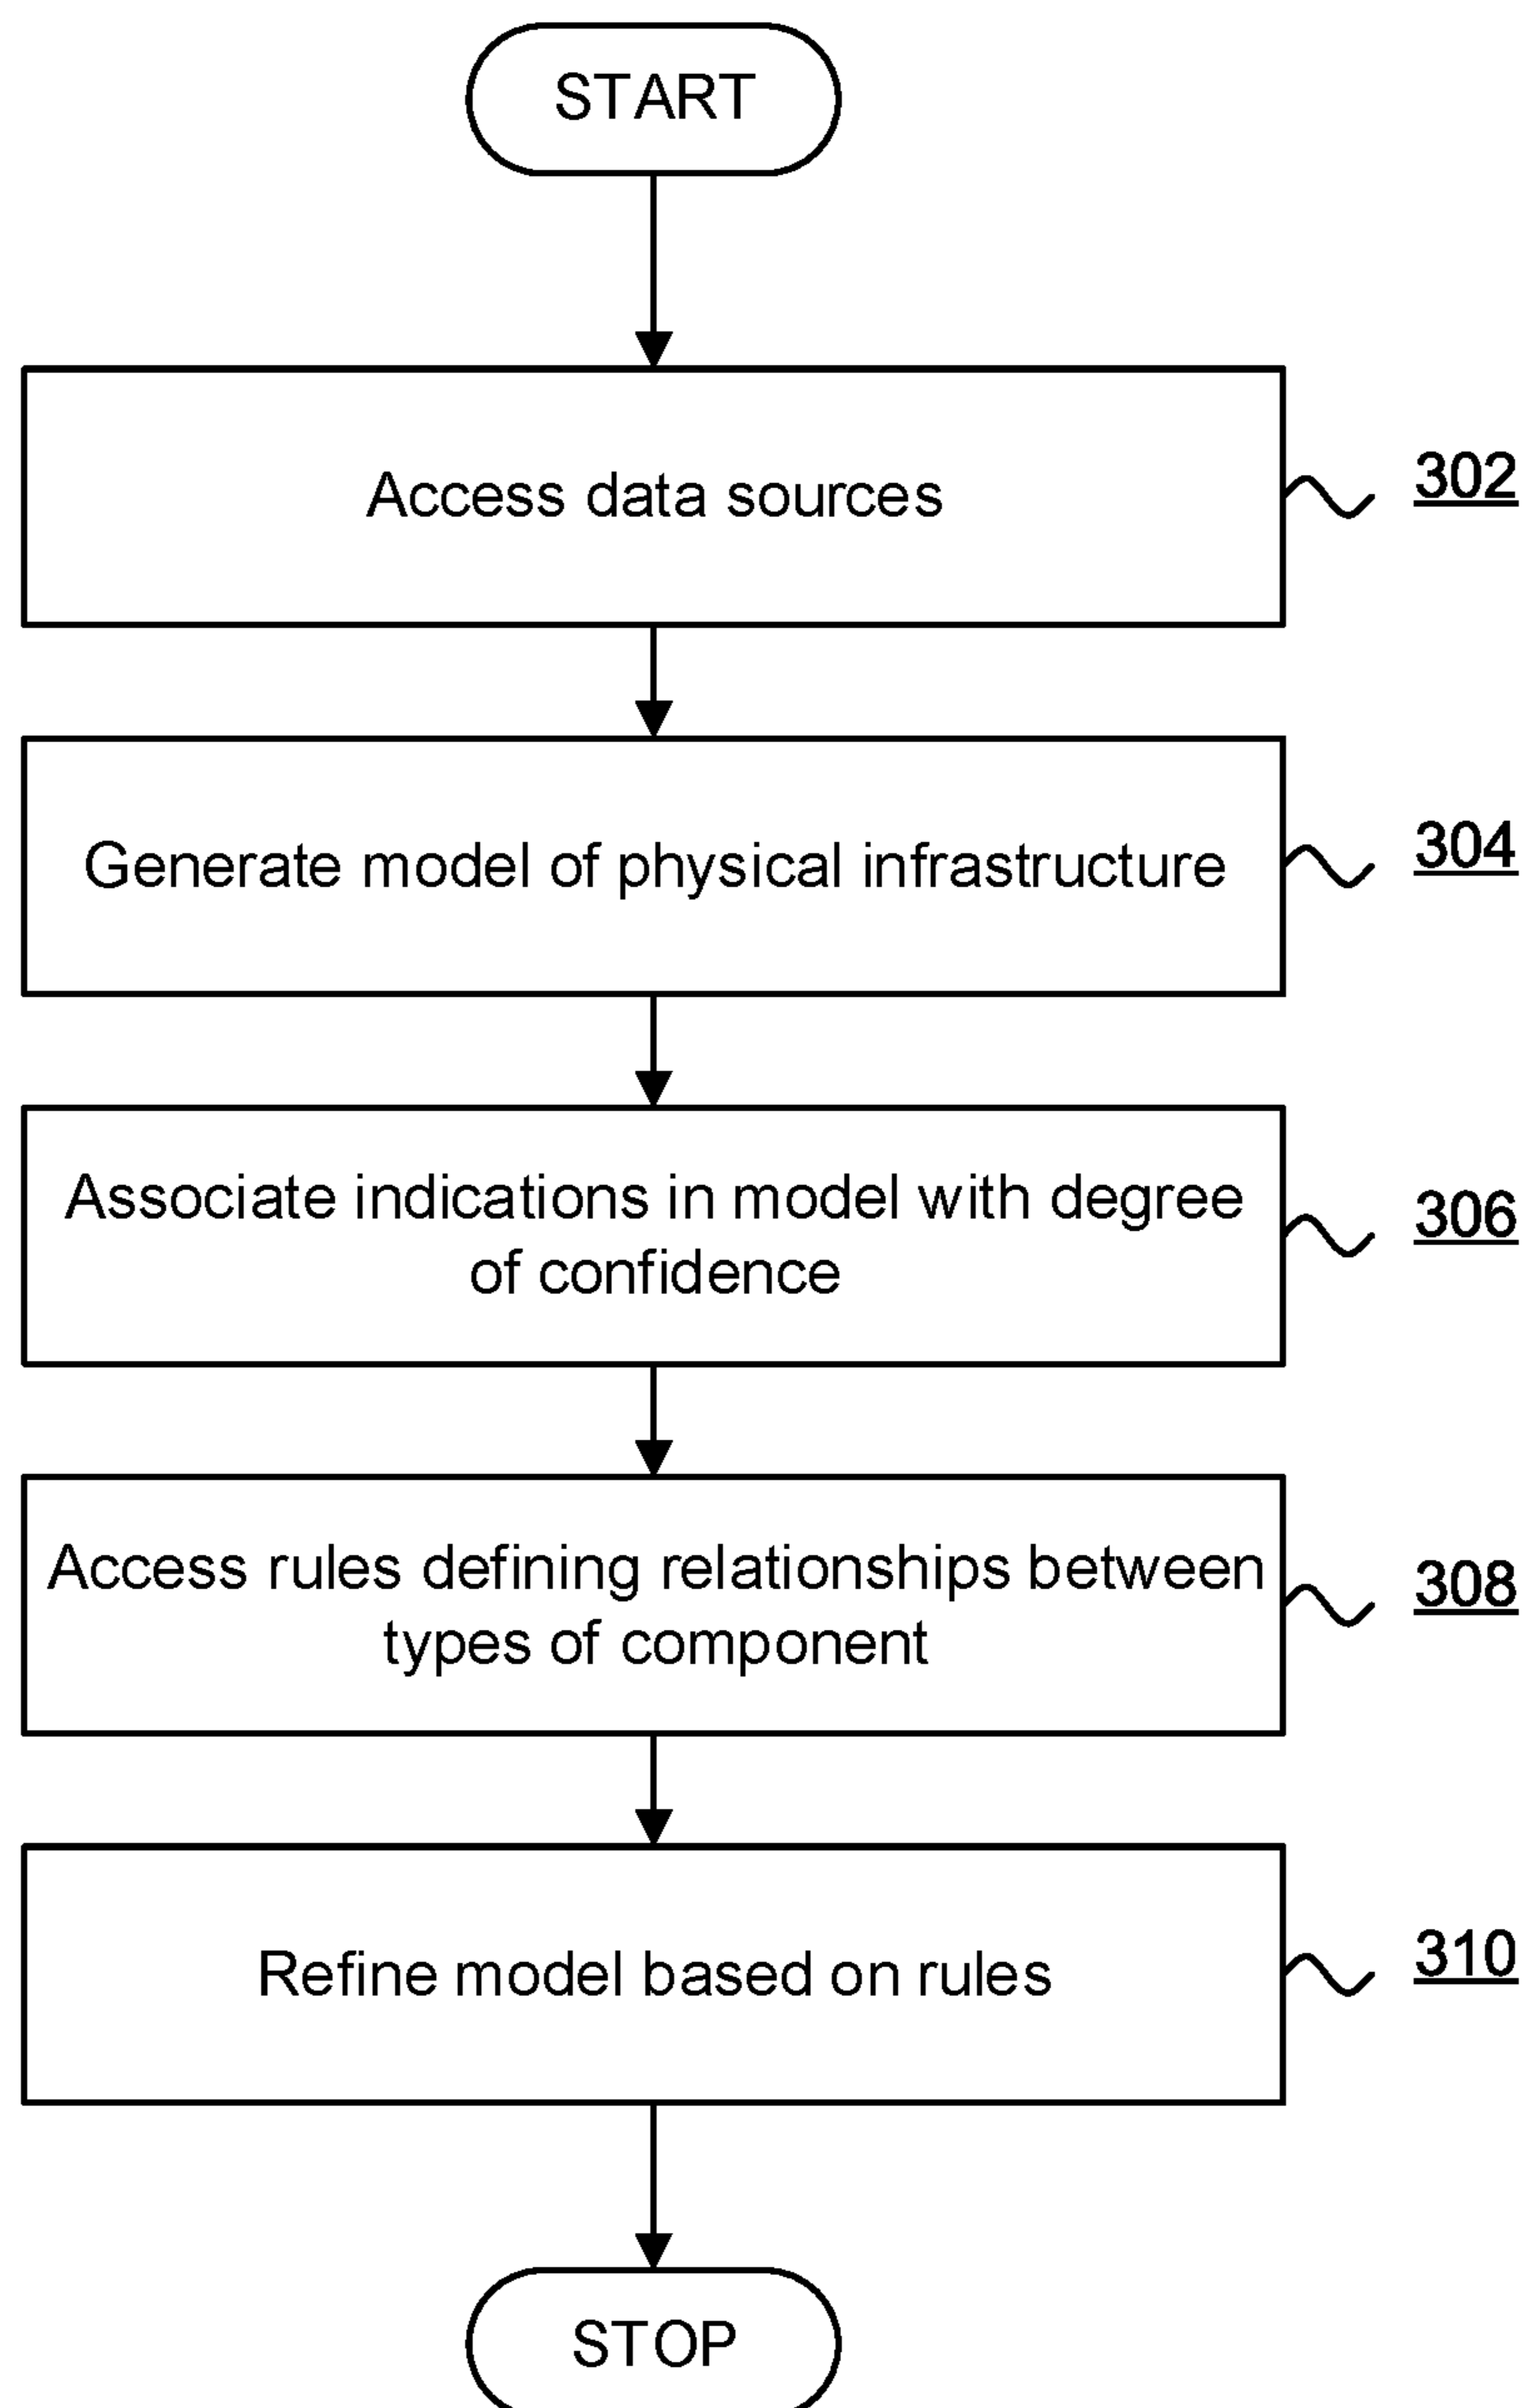 START
Access data sources
302
Generate model of physical infrastructure
304
Associate indications in model with degree
of confidence
306
Access rules defining relationships between
types of component
308
Refine model based on rules
310
STOP